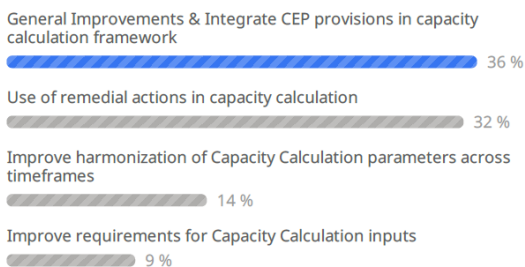 General Improvements & Integrate CEP provisions in capacity
calculation framework
36 %
Use of remedial actions in capacity calculation
32 %
Improve harmonization of Capacity Calculation parameters across
timeframes
14 %
Improve requirements for Capacity Calculation inputs
9 %